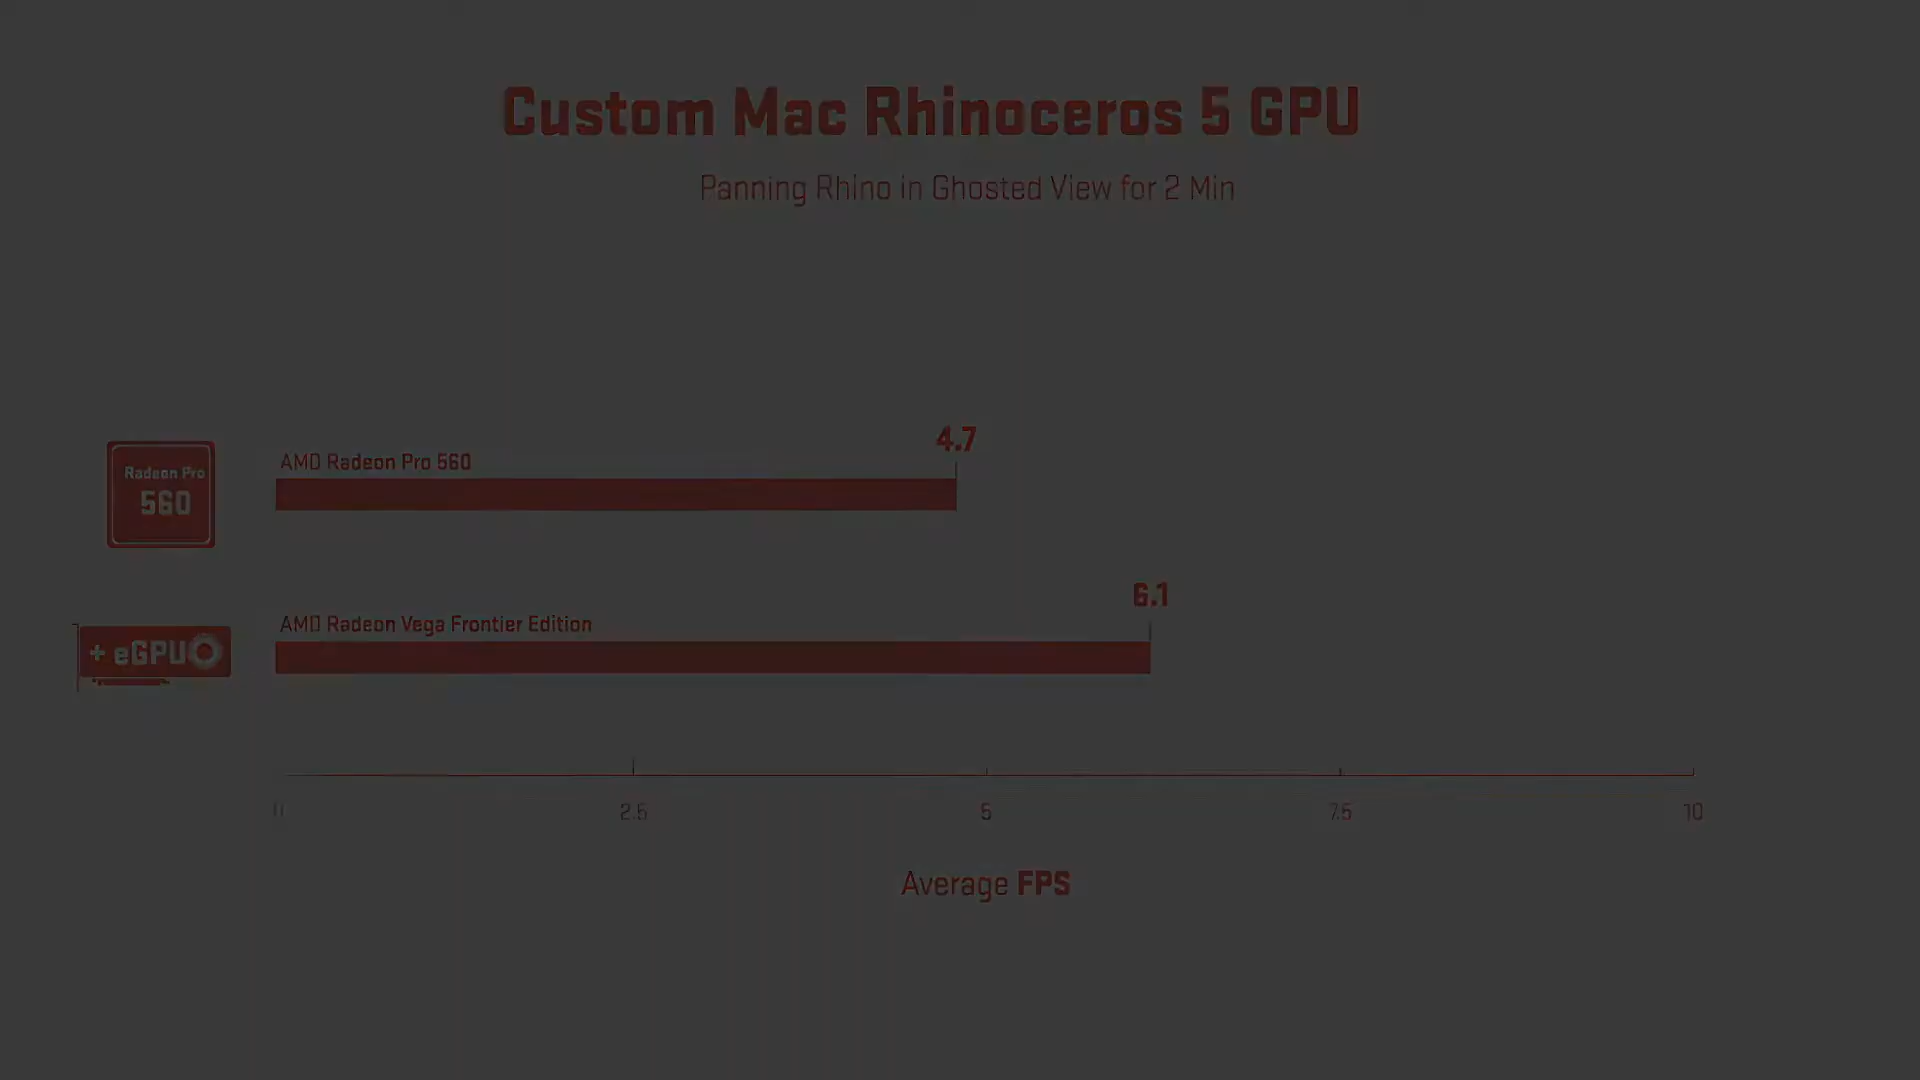 Custom Mac Rhinoceros 5 GPU
Panning Rhino in Ghosted View for 2 Min
4.7
AMD Radeon Pro 560
Radeon Pro
560
6.1
AMD Radeon Vega Frontier Edition
+ eGPU
0 2.5 5 7.5 10
Average FPS